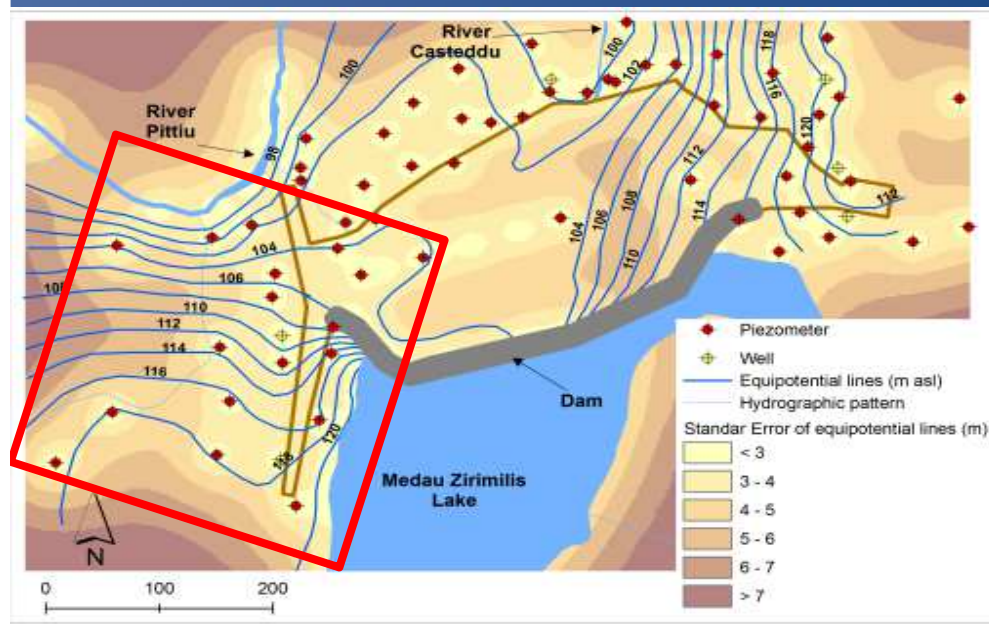 River
Casteddu
100
118
100
102
116
River
Pittiu
120
98
112
112
114
108
104
106
104
106
110
110
112
114
116
120
118
Dam
Medau Zirimilis
Lake
N
0 100 200
Piezometer
Well
Equipotential lines (m asl)
Hydrographic pattern
Standar Error of equipotential lines (m)
< 3
3 - 4
4 - 5
5 - 6
6 - 7
> 7